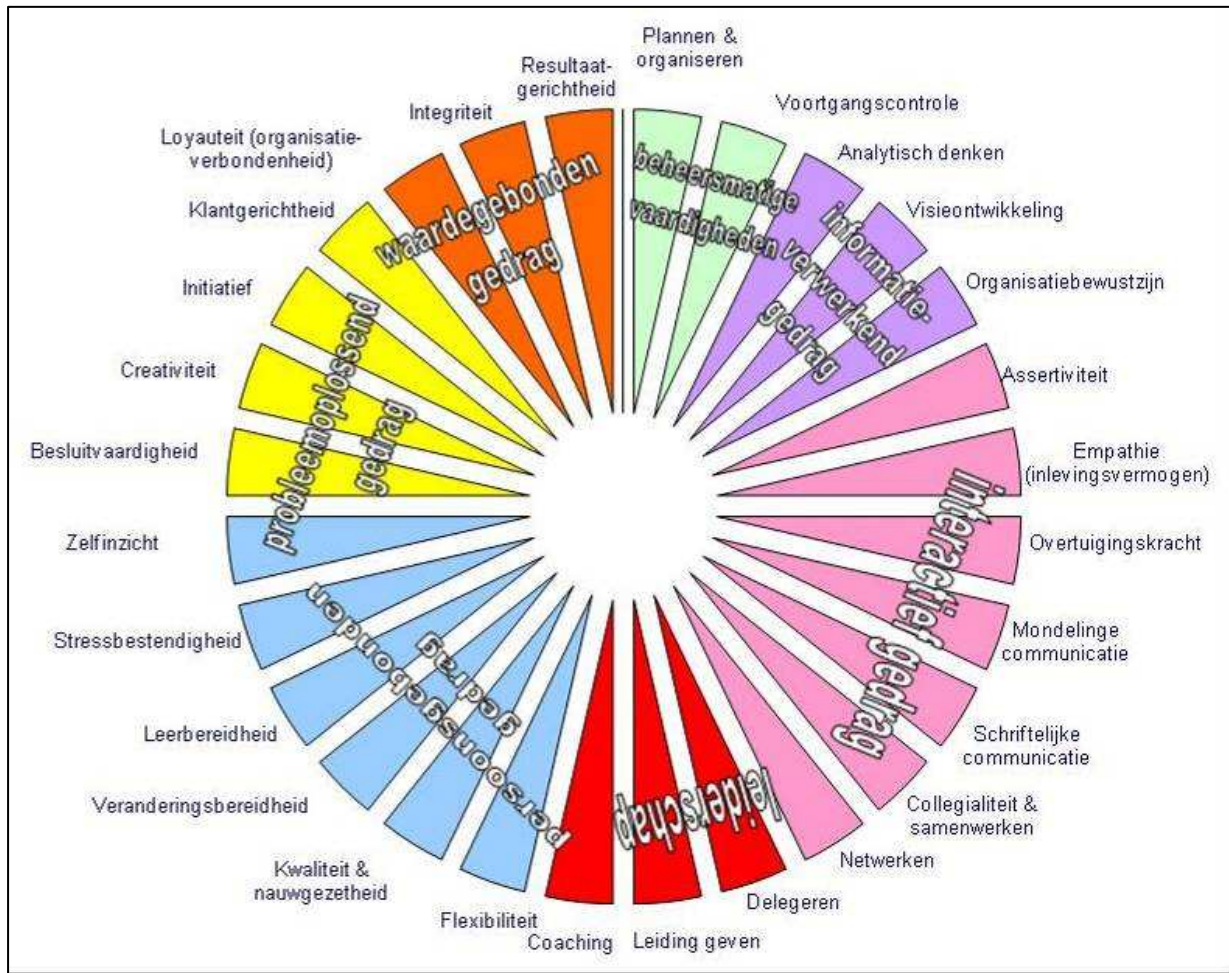 Plannen &
organiseren
Voortgangscontrole
Analytisch denken
Visieontwikkeling
Organisatiebewustzijn
Assertiviteit
Empathie
(inlevingsvermogen)
Overtuigingskracht
Mondelinge
communicatie
Schriftelijke
communicatie
Collegialiteit &
samenwerken
Netwerken
Delegeren
Leiding geven
Coaching
Flexibiliteit
Kwaliteit &
nauwgezetheid
Veranderingsbereidheid
Leerbereidheid
Stressbestendigheid
Zelfinzicht
Besluitvaardigheid
Creativiteit
Initiatief
Klantgerichtheid
Loyauteit (organisatie-
verbondenheid)
Integriteit
Resultaat-
gerichtheid
beheersmatige
vaardigheden
informatie-
verwerkend
gedrag
interactief gedrag
leiderschap
persoonsgebonden
gedrag
probleemoplossend
gedrag
waardegebonden
gedrag